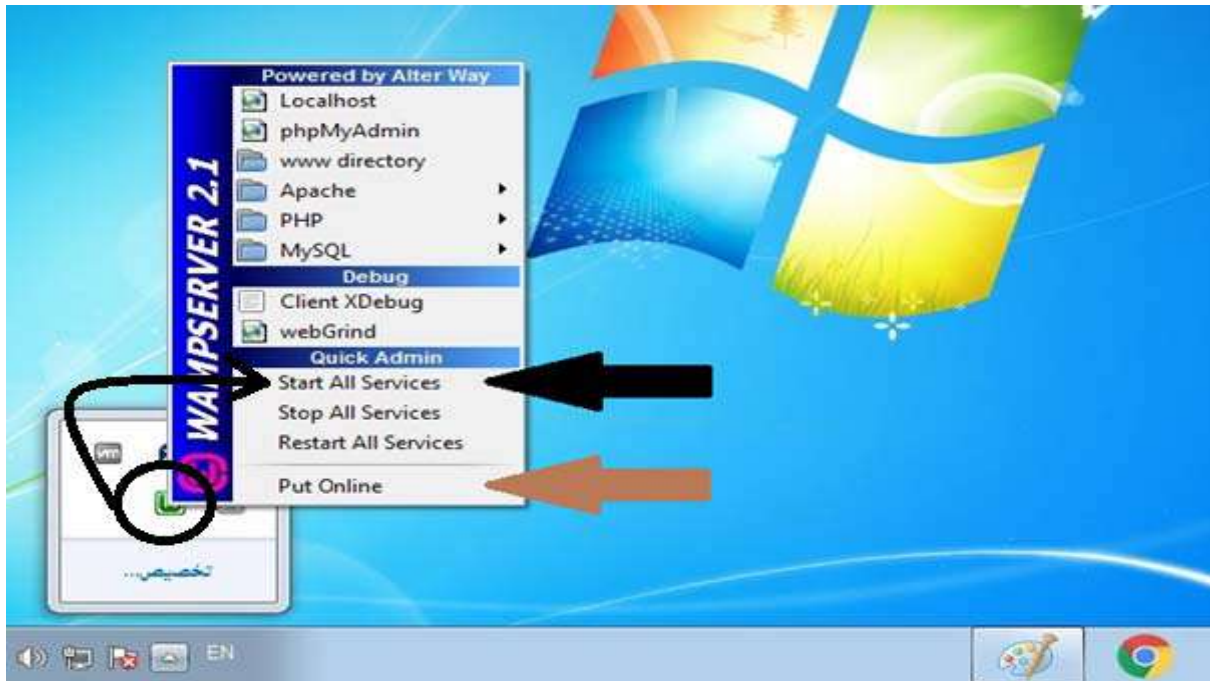 Powered by Alter Way
Localhost
phpMyAdmin
www directory
Apache
PHP
MySQL
Debug
Client XDebug
webGrind
Quick Admin
Start All Services
Stop All Services
Restart All Services
Put Online
WAMPSERVER 2.1
vm
تخصيص...
EN